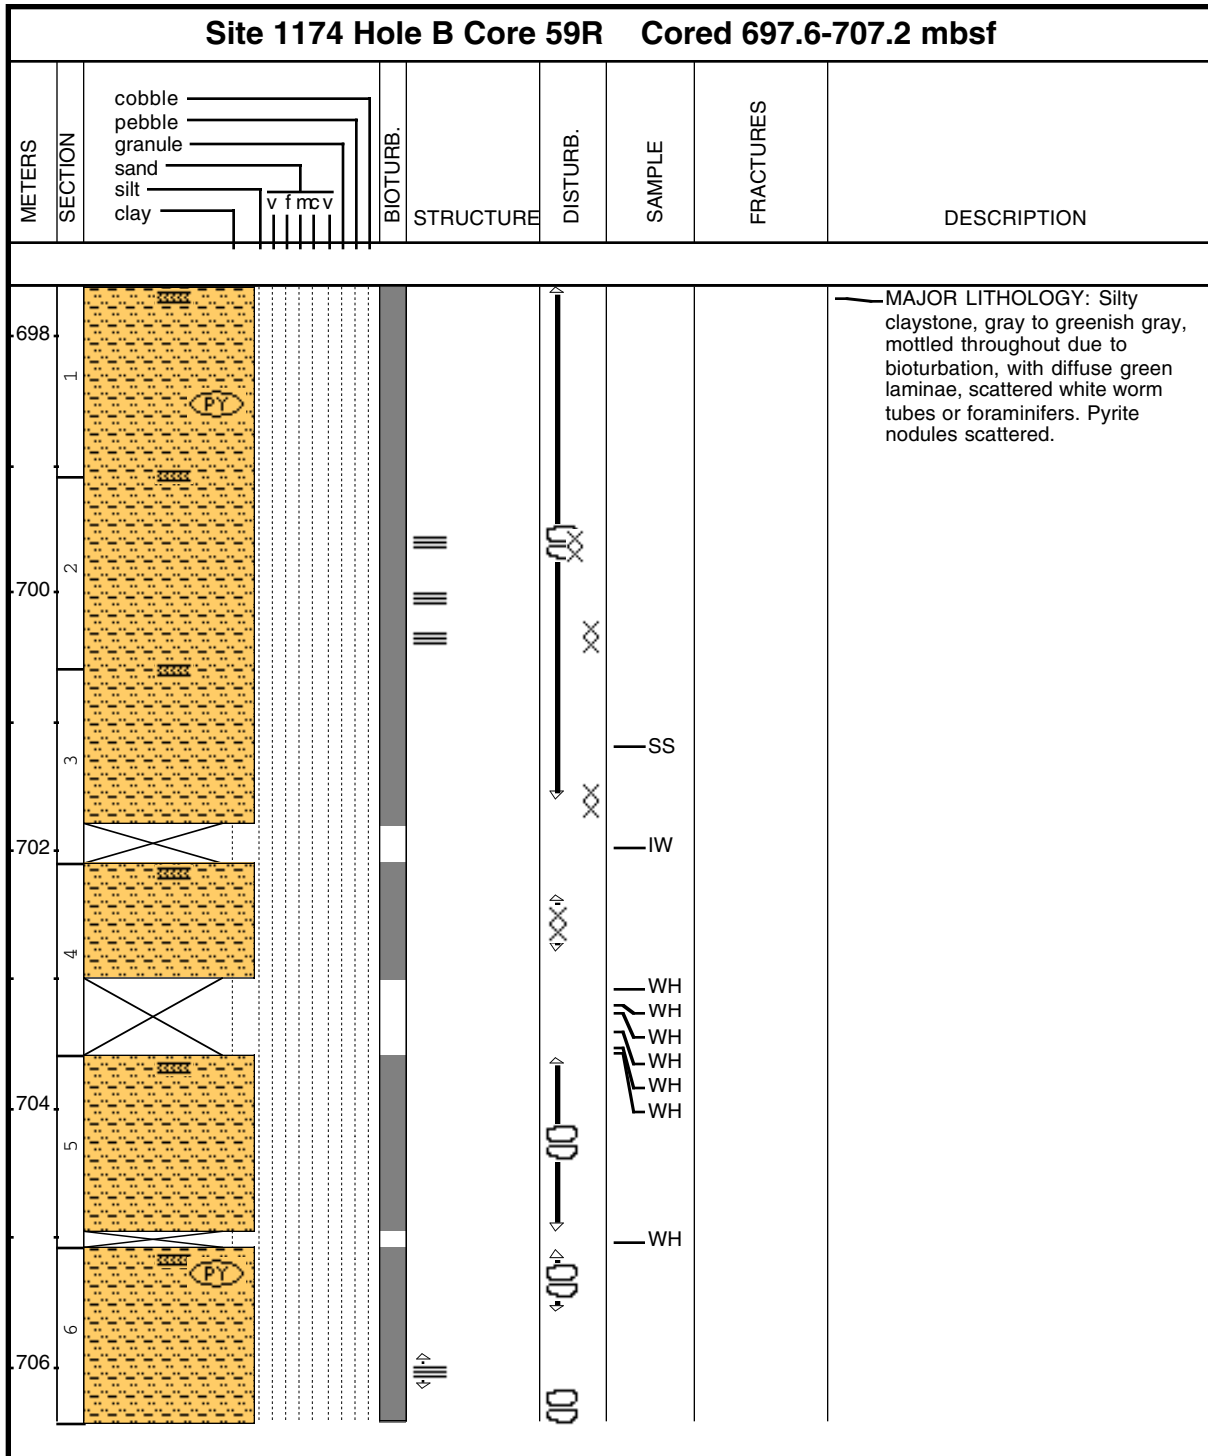 Site 1174 Hole B Core 59R Cored 697.6-707.2 mbsf
METERS
SECTION
cobble
pebble
granule
sand
silt
clay
v f m c v
BIOTURB.
STRUCTURE
DISTURB.
SAMPLE
FRACTURES
DESCRIPTION
MAJOR LITHOLOGY: Silty
claystone, gray to greenish gray,
mottled throughout due to
bioturbation, with diffuse green
laminae, scattered white worm
tubes or foraminifers. Pyrite
nodules scattered.
698
1
PY
2
700
3
SS
702
IW
4
WH
WH
WH
WH
WH
WH
704
5
WH
PY
6
706